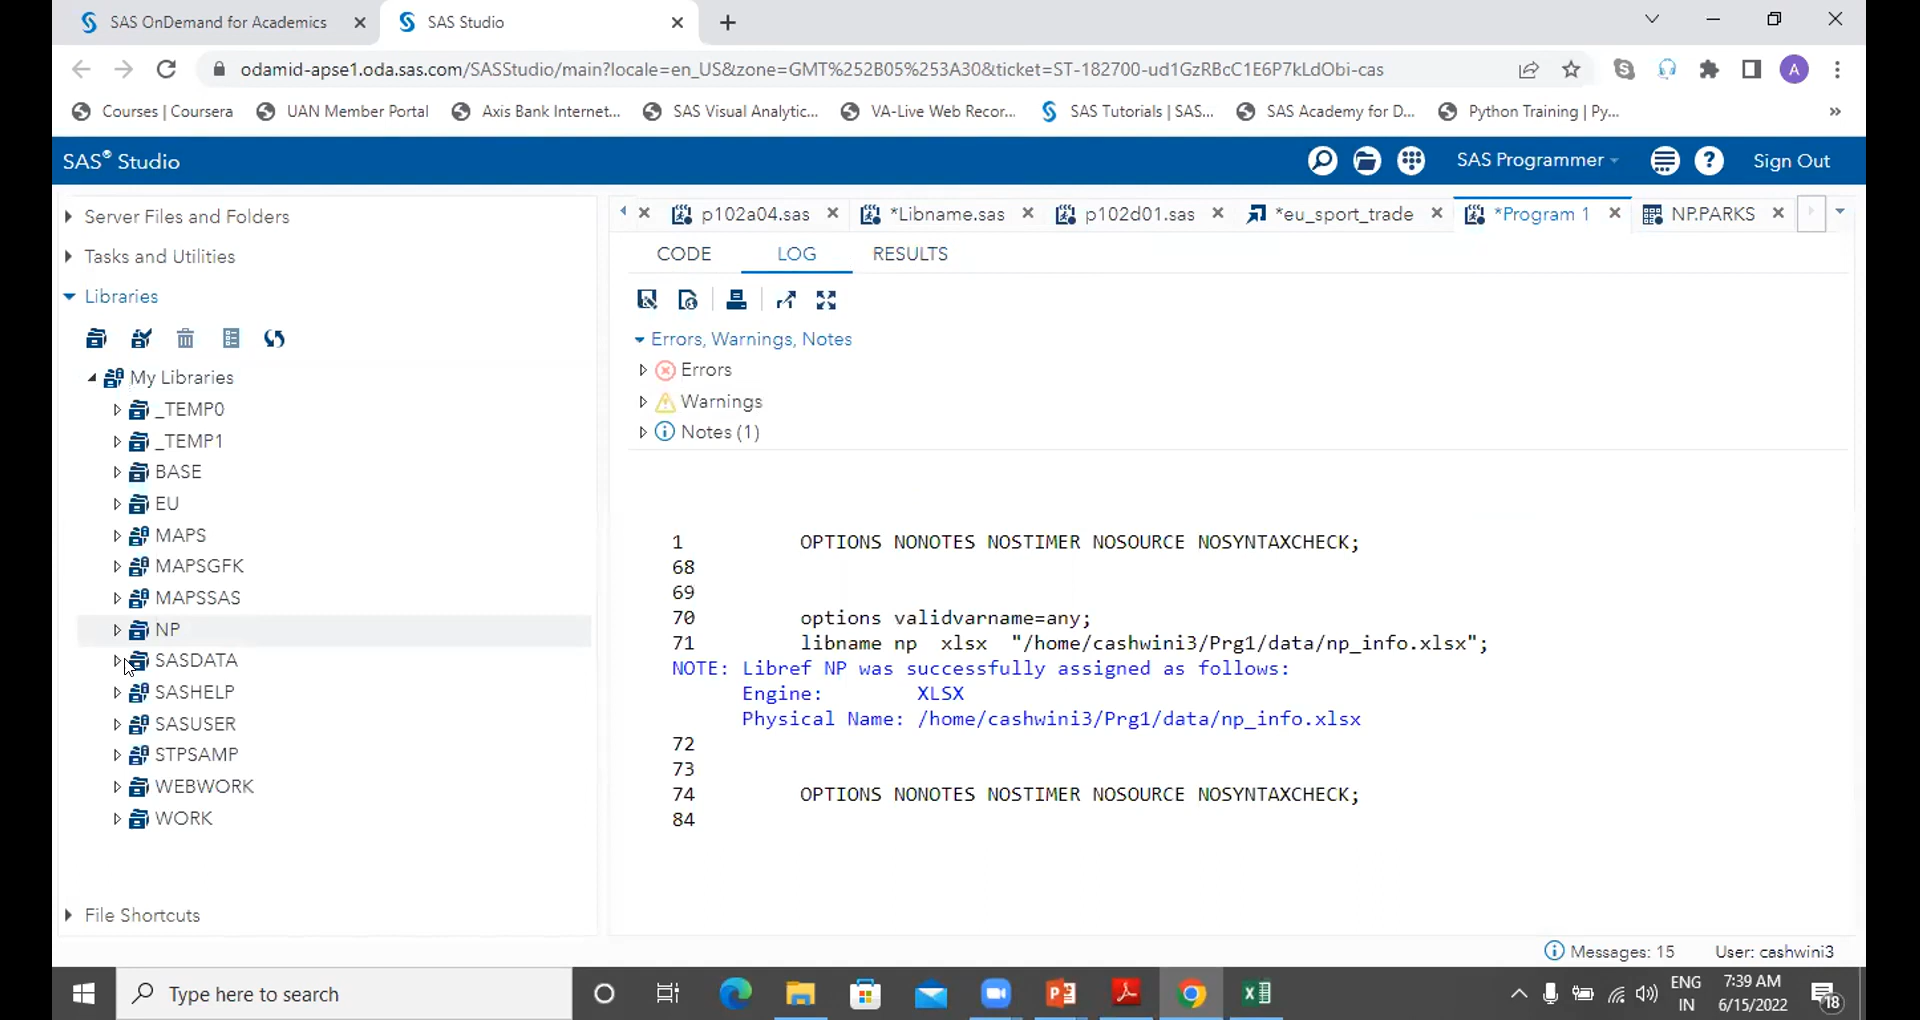 SAS OnDemand for Academics
SAS Studio
odamid-apse1.oda.sas.com/SASStudio/main?locale=en_US&zone=GMT%252B05%253A30&ticket=ST-182700-ud1GzRBcC1E6P7kLdObi-cas
A
Courses | Coursera
UAN Member Portal
Axis Bank Internet...
SAS Visual Analytic...
VA-Live Web Recor...
SAS Tutorials | SAS...
SAS Academy for D...
Python Training | Py...
»
SAS® Studio
SAS Programmer
Sign Out
Server Files and Folders
Tasks and Utilities
Libraries
My Libraries
_TEMP0
_TEMP1
BASE
EU
MAPS
MAPSGFK
MAPSSAS
NP
SASDATA
SASHELP
SASUSER
STPSAMP
WEBWORK
WORK
File Shortcuts
p102a04.sas
*Libname.sas
p102d01.sas
*eu_sport_trade
*Program 1
NP.PARKS
CODE
LOG
RESULTS
Errors, Warnings, Notes
Errors
Warnings
Notes (1)
1 OPTIONS NONOTES NOSTIMER NOSOURCE NOSYNTAXCHECK;
68
69
70 options validvarname=any;
71 libname np xlsx "/home/cashwini3/Prg1/data/np_info.xlsx";
NOTE: Libref NP was successfully assigned as follows:
Engine: XLSX
Physical Name: /home/cashwini3/Prg1/data/np_info.xlsx
72
73
74 OPTIONS NONOTES NOSTIMER NOSOURCE NOSYNTAXCHECK;
84
Messages: 15
User: cashwini3
Type here to search
ENG
IN
7:39 AM
6/15/2022
18